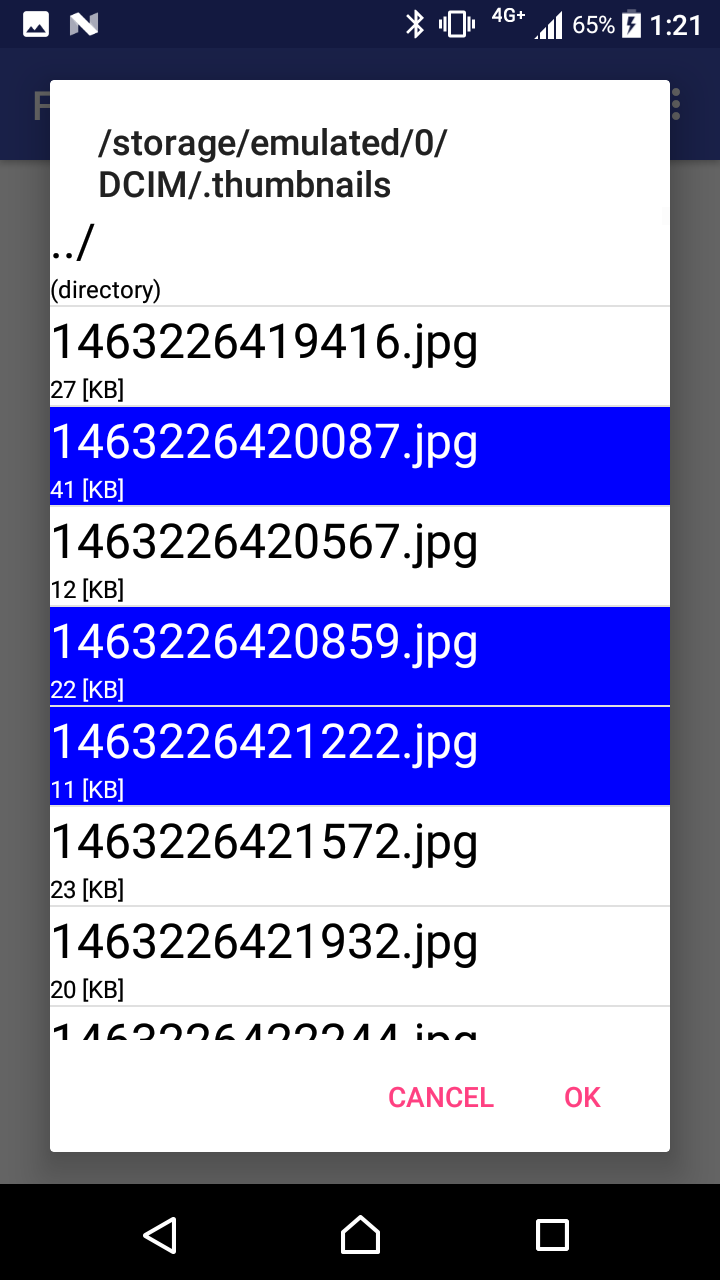 4G+ 65% 1:21
F
/storage/emulated/0/
DCIM/.thumbnails
../
(directory)
1463226419416.jpg
27 [KB]
1463226420087.jpg
41 [KB]
1463226420567.jpg
12 [KB]
1463226420859.jpg
22 [KB]
1463226421222.jpg
11 [KB]
1463226421572.jpg
23 [KB]
1463226421932.jpg
20 [KB]
1463226422244.jpg
CANCEL OK